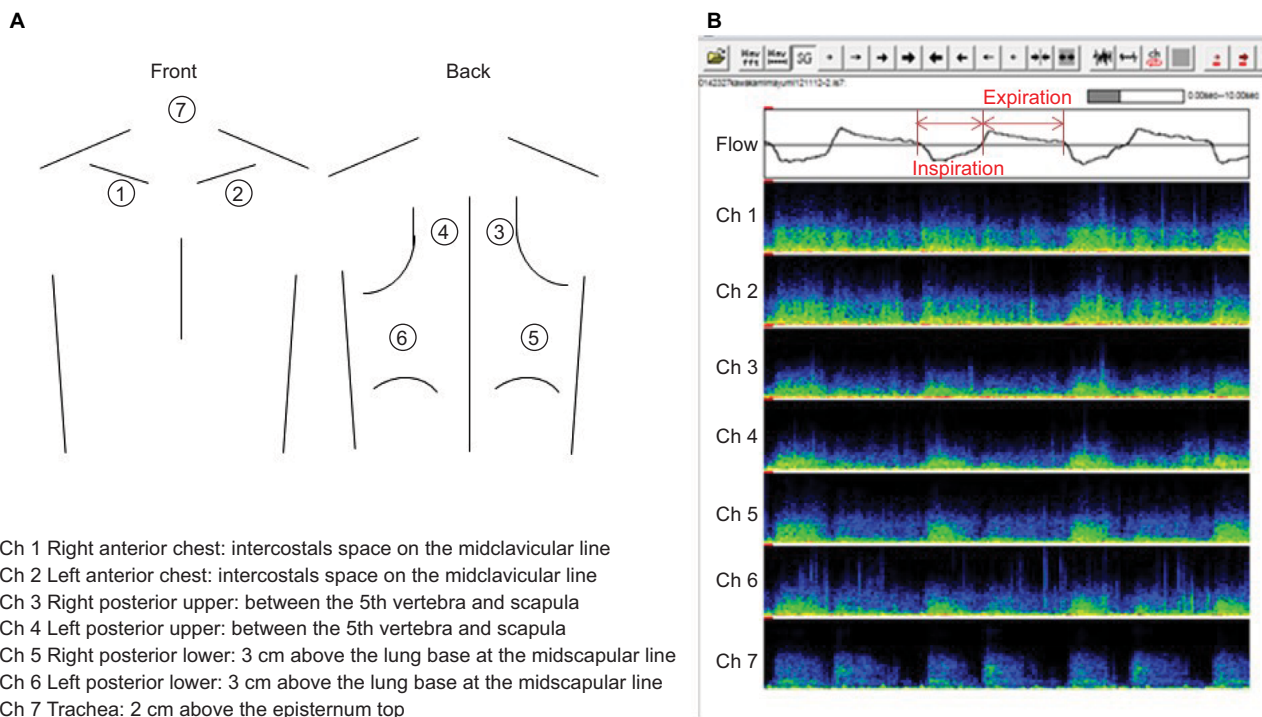 A
Front
Back
7
1
2
4
3
6
5
Ch 1 Right anterior chest: intercostals space on the midclavicular line
Ch 2 Left anterior chest: intercostals space on the midclavicular line
Ch 3 Right posterior upper: between the 5th vertebra and scapula
Ch 4 Left posterior upper: between the 5th vertebra and scapula
Ch 5 Right posterior lower: 3 cm above the lung base at the midscapular line
Ch 6 Left posterior lower: 3 cm above the lung base at the midscapular line
Ch 7 Trachea: 2 cm above the episternum top
B
SG
ch
0.00sec--10.00sec
Expiration
Flow
Inspiration
Ch 1
Ch 2
Ch 3
Ch 4
Ch 5
Ch 6
Ch 7